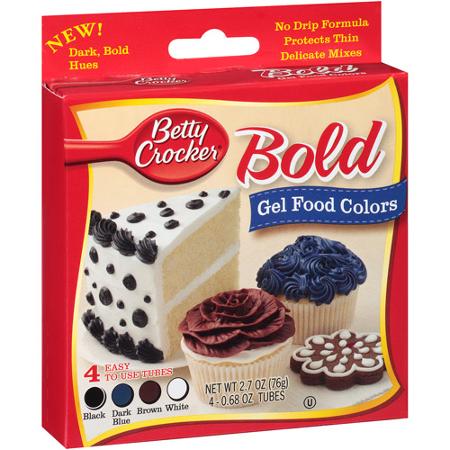 NEW!
Dark, Bold
Hues
No Drip Formula
Protects Thin
Delicate Mixes
Betty
Crocker
Bold
Gel Food Colors
4 EASY
TO USE TUBES
Black Dark Blue Brown White
NET WT 2.7 OZ (76g)
4 - 0.68 OZ TUBES
U